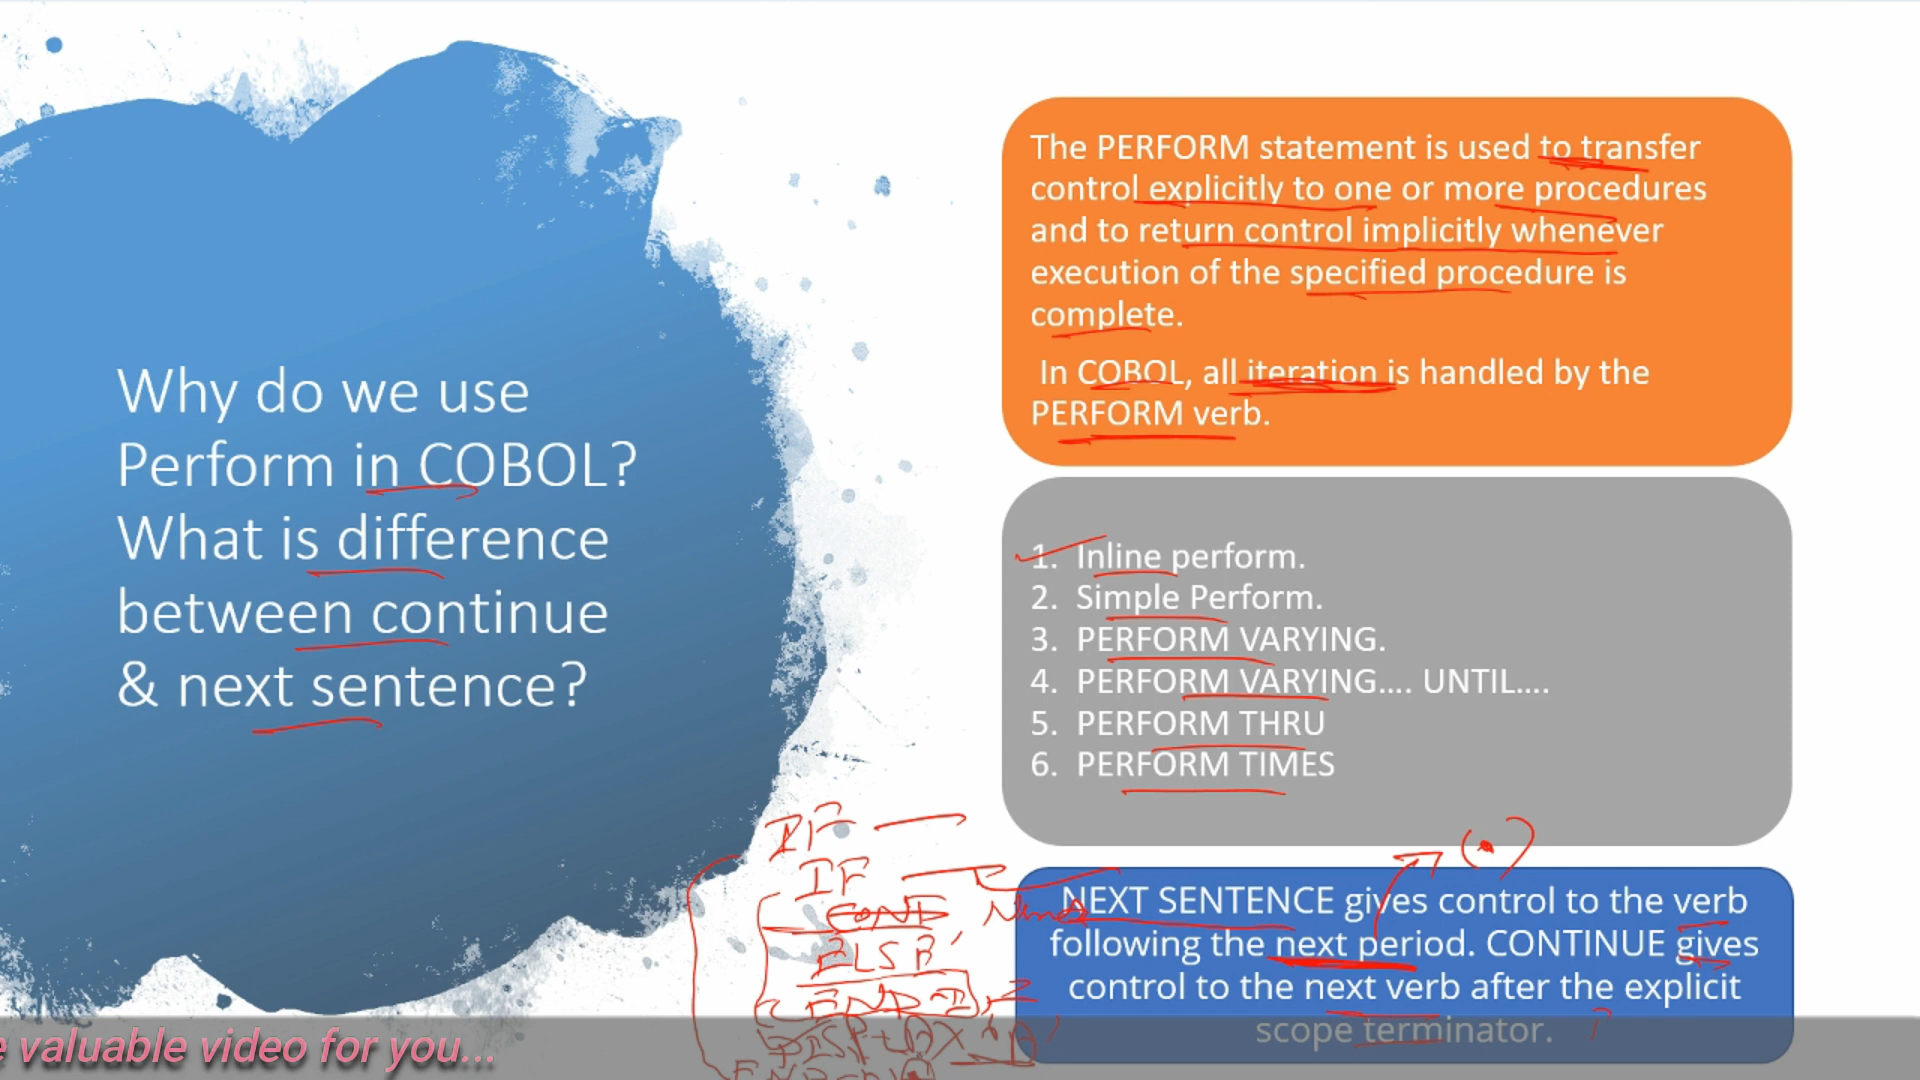 Why do we use
Perform in COBOL?
What is difference
between continue
& next sentence?
The PERFORM statement is used to transfer
control explicitly to one or more procedures
and to return control implicitly whenever
execution of the specified procedure is
complete.
In COBOL, all iteration is handled by the
PERFORM verb.
1. Inline perform.
2. Simple Perform.
3. PERFORM VARYING.
4. PERFORM VARYING.... UNTIL....
5. PERFORM THRU
6. PERFORM TIMES
NEXT SENTENCE gives control to the verb
following the next period. CONTINUE gives
control to the next verb after the explicit
scope terminator.
IF
IF
CONT
ELSE
END-IF
DISPLAY 'A'
e valuable video for you...